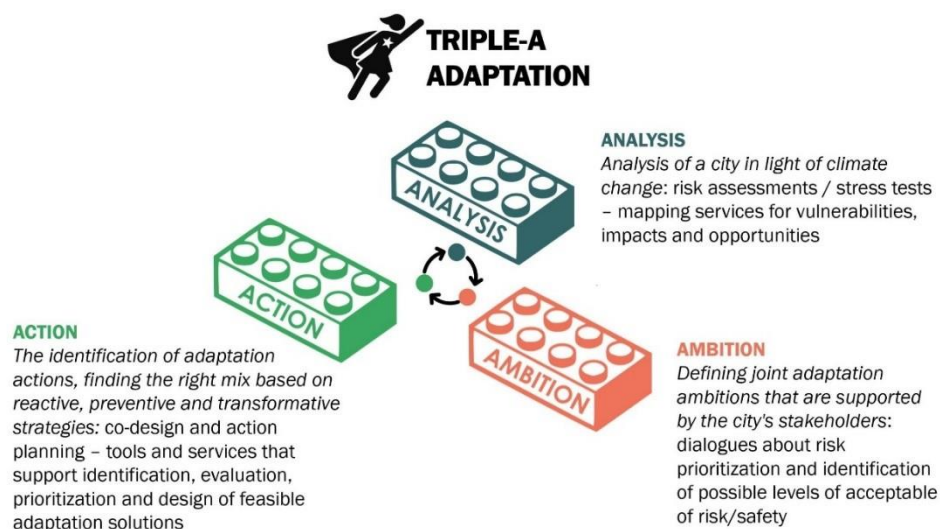 TRIPLE-A
ADAPTATION
ANALYSIS
ANALYSIS
Analysis of a city in light of climate
change: risk assessments / stress tests
– mapping services for vulnerabilities,
impacts and opportunities
ACTION
ACTION
The identification of adaptation
actions, finding the right mix based on
reactive, preventive and transformative
strategies: co-design and action
planning – tools and services that
support identification, evaluation,
prioritization and design of feasible
adaptation solutions
AMBITION
AMBITION
Defining joint adaptation
ambitions that are supported
by the city's stakeholders:
dialogues about risk
prioritization and identification
of possible levels of acceptable
of risk/safety